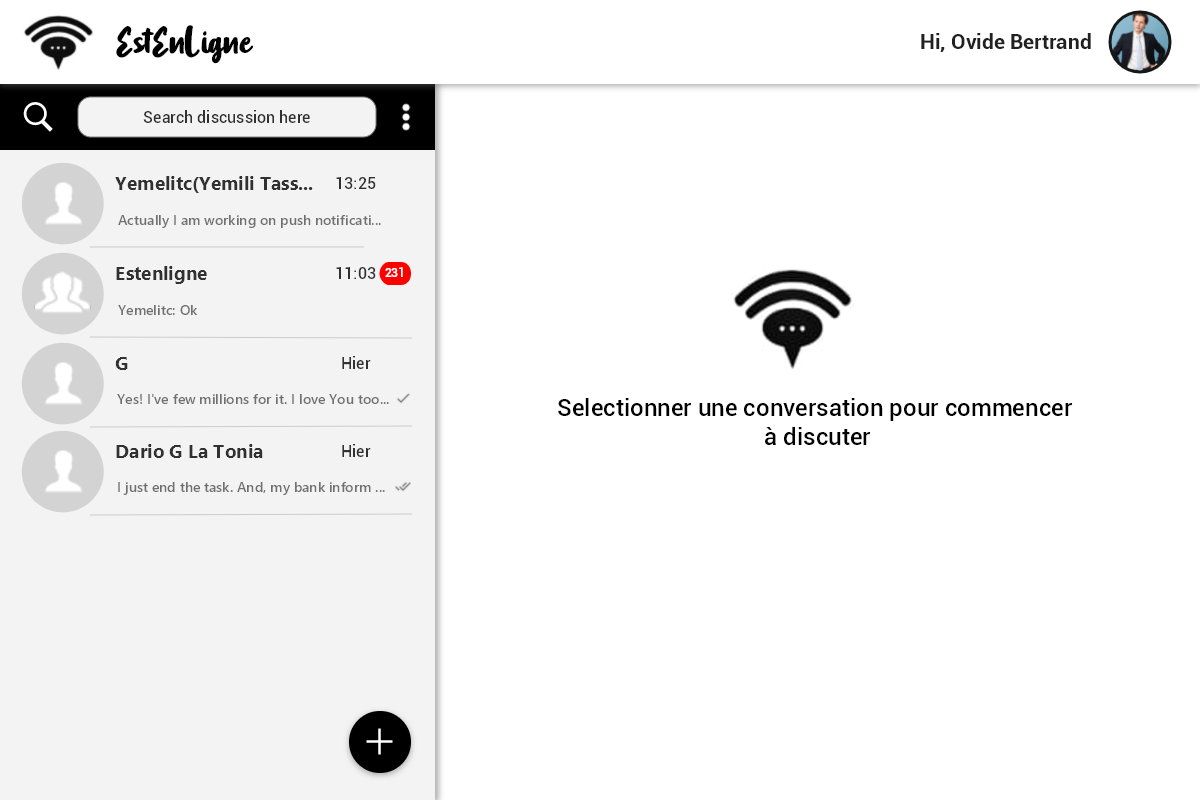 EstEnLigne
Hi, Ovide Bertrand
Search discussion here
Yemelitc(Yemili Tass... 13:25
Actually I am working on push notificati...
Estenligne 11:03 231
Yemelitc: Ok
G Hier
Yes! I've few millions for it. I love You too...
Dario G La Tonia Hier
I just end the task. And, my bank inform ...
Selectionner une conversation pour commencer
à discuter